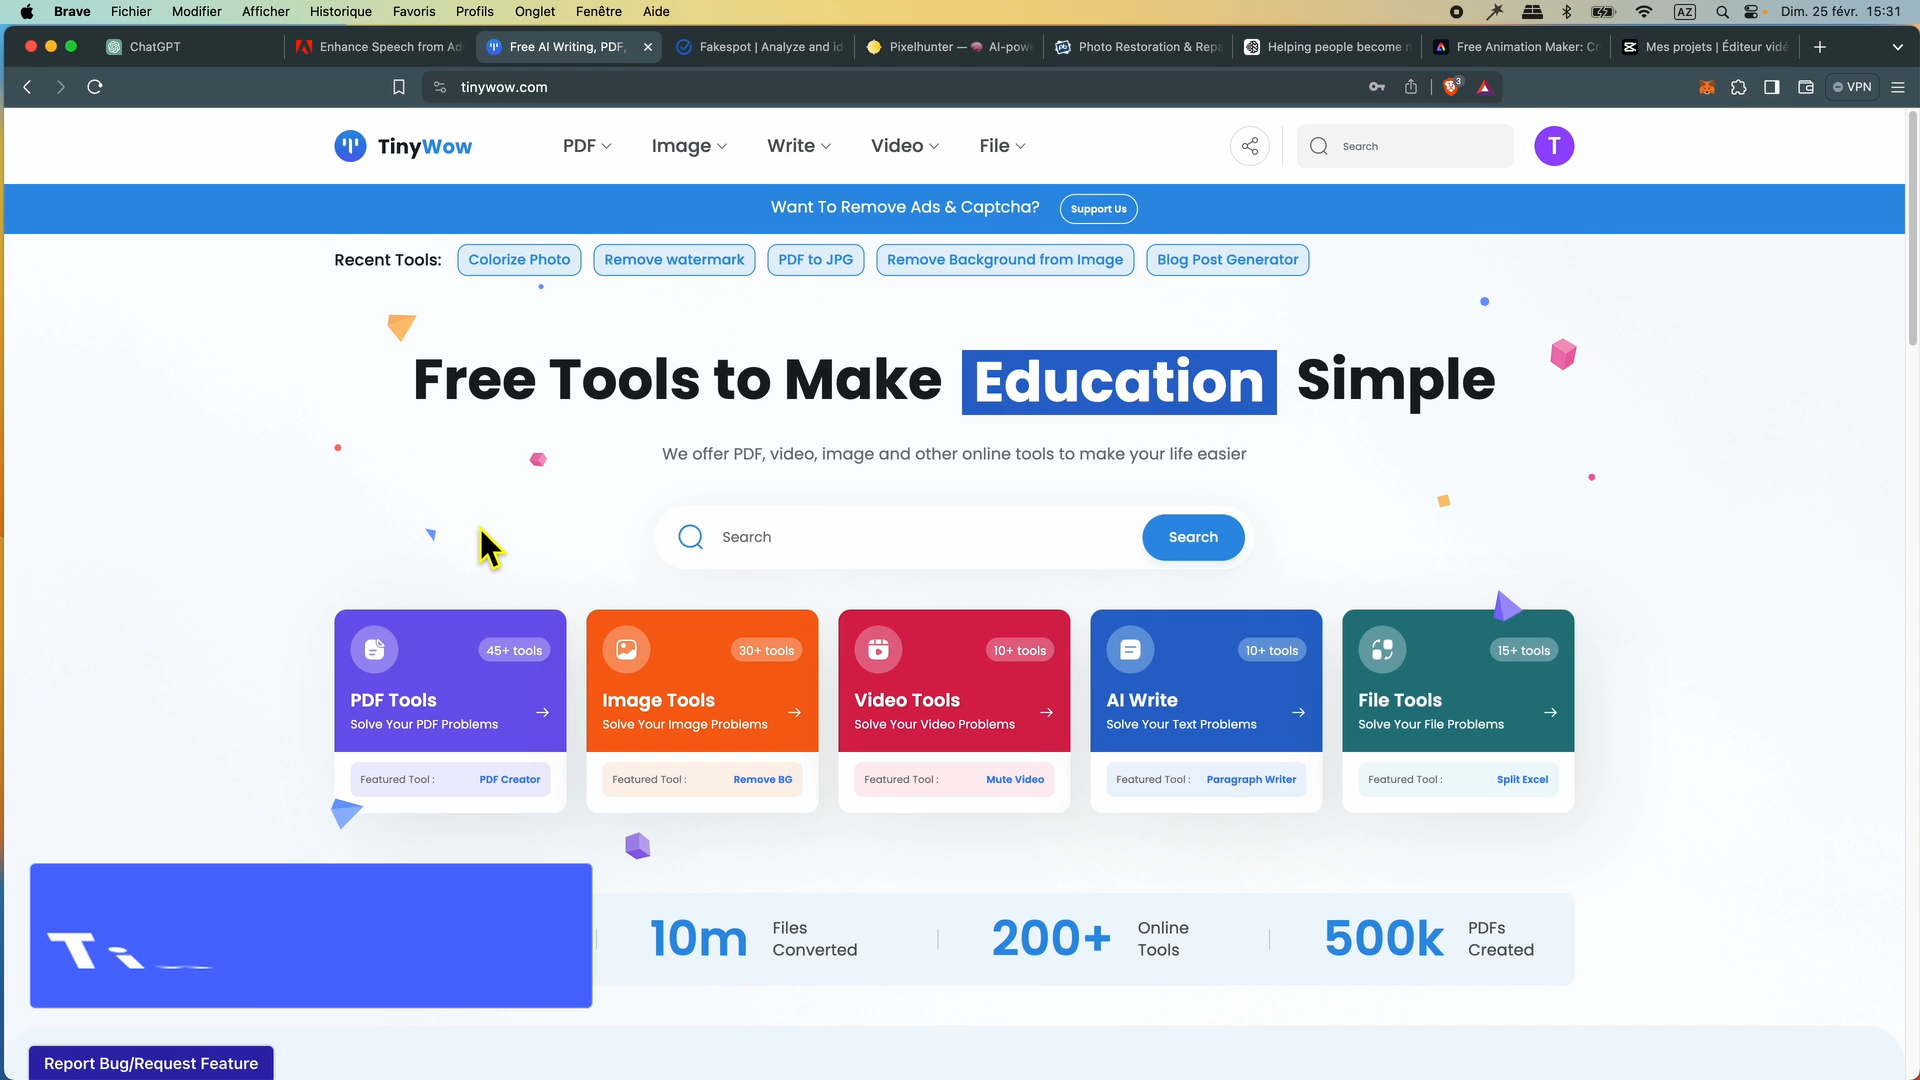 Brave Fichier Modifier Afficher Historique Favoris Profils Onglet Fenêtre Aide AZ Dim. 25 févr. 15:31
ChatGPT Enhance Speech from Ad Free AI Writing, PDF, Fakespot | Analyze and id Pixelhunter — AI-pow Photo Restoration & Rep Helping people become Free Animation Maker: C Mes projets | Éditeur vidé
tinywow.com 3 VPN
TinyWow PDF Image Write Video File Search T
Want To Remove Ads & Captcha? Support Us
Recent Tools: Colorize Photo Remove watermark PDF to JPG Remove Background from Image Blog Post Generator
Free Tools to Make Education Simple
We offer PDF, video, image and other online tools to make your life easier
Search Search
45+ tools 30+ tools 10+ tools 10+ tools 15+ tools
PDF Tools Image Tools Video Tools AI Write File Tools
Solve Your PDF Problems Solve Your Image Problems Solve Your Video Problems Solve Your Text Problems Solve Your File Problems
Featured Tool : PDF Creator Featured Tool : Remove BG Featured Tool : Mute Video Featured Tool : Paragraph Writer Featured Tool : Split Excel
10m Files Converted 200+ Online Tools 500k PDFs Created
Ti
Report Bug/Request Feature